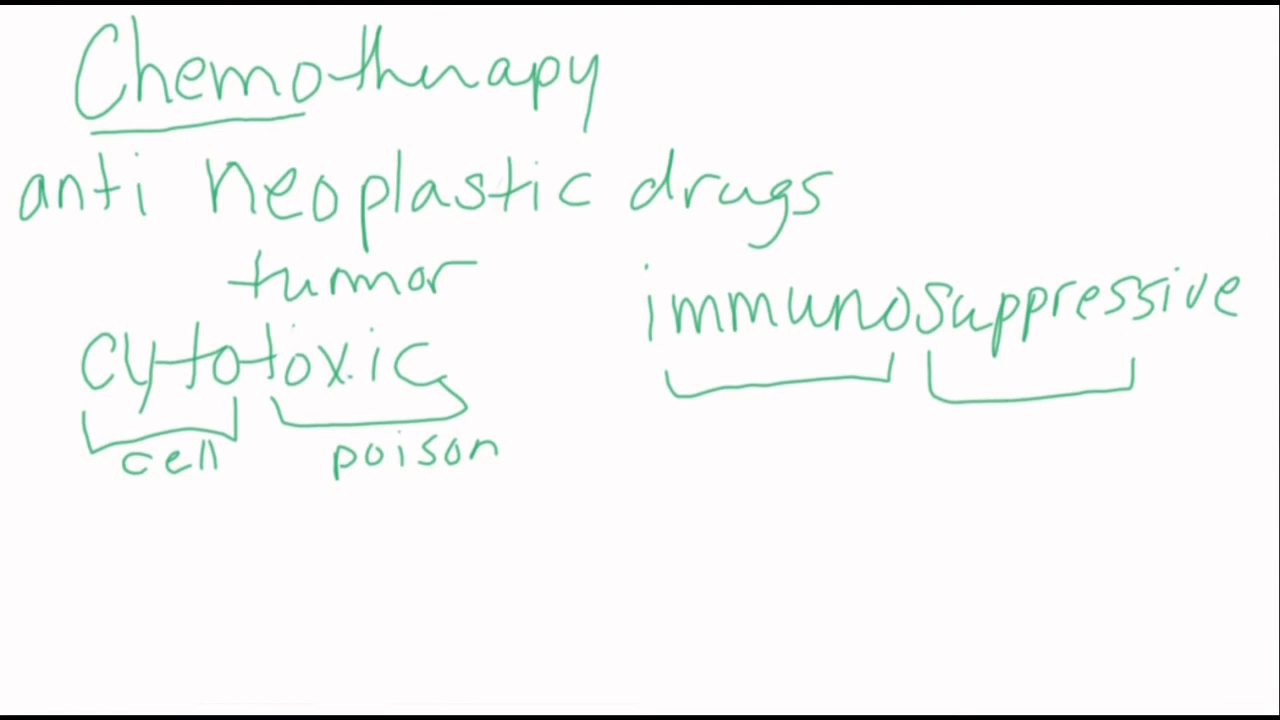 Chemotherapy
anti neoplastic drugs
tumor
immunosuppressive
cytotoxic
cell poison